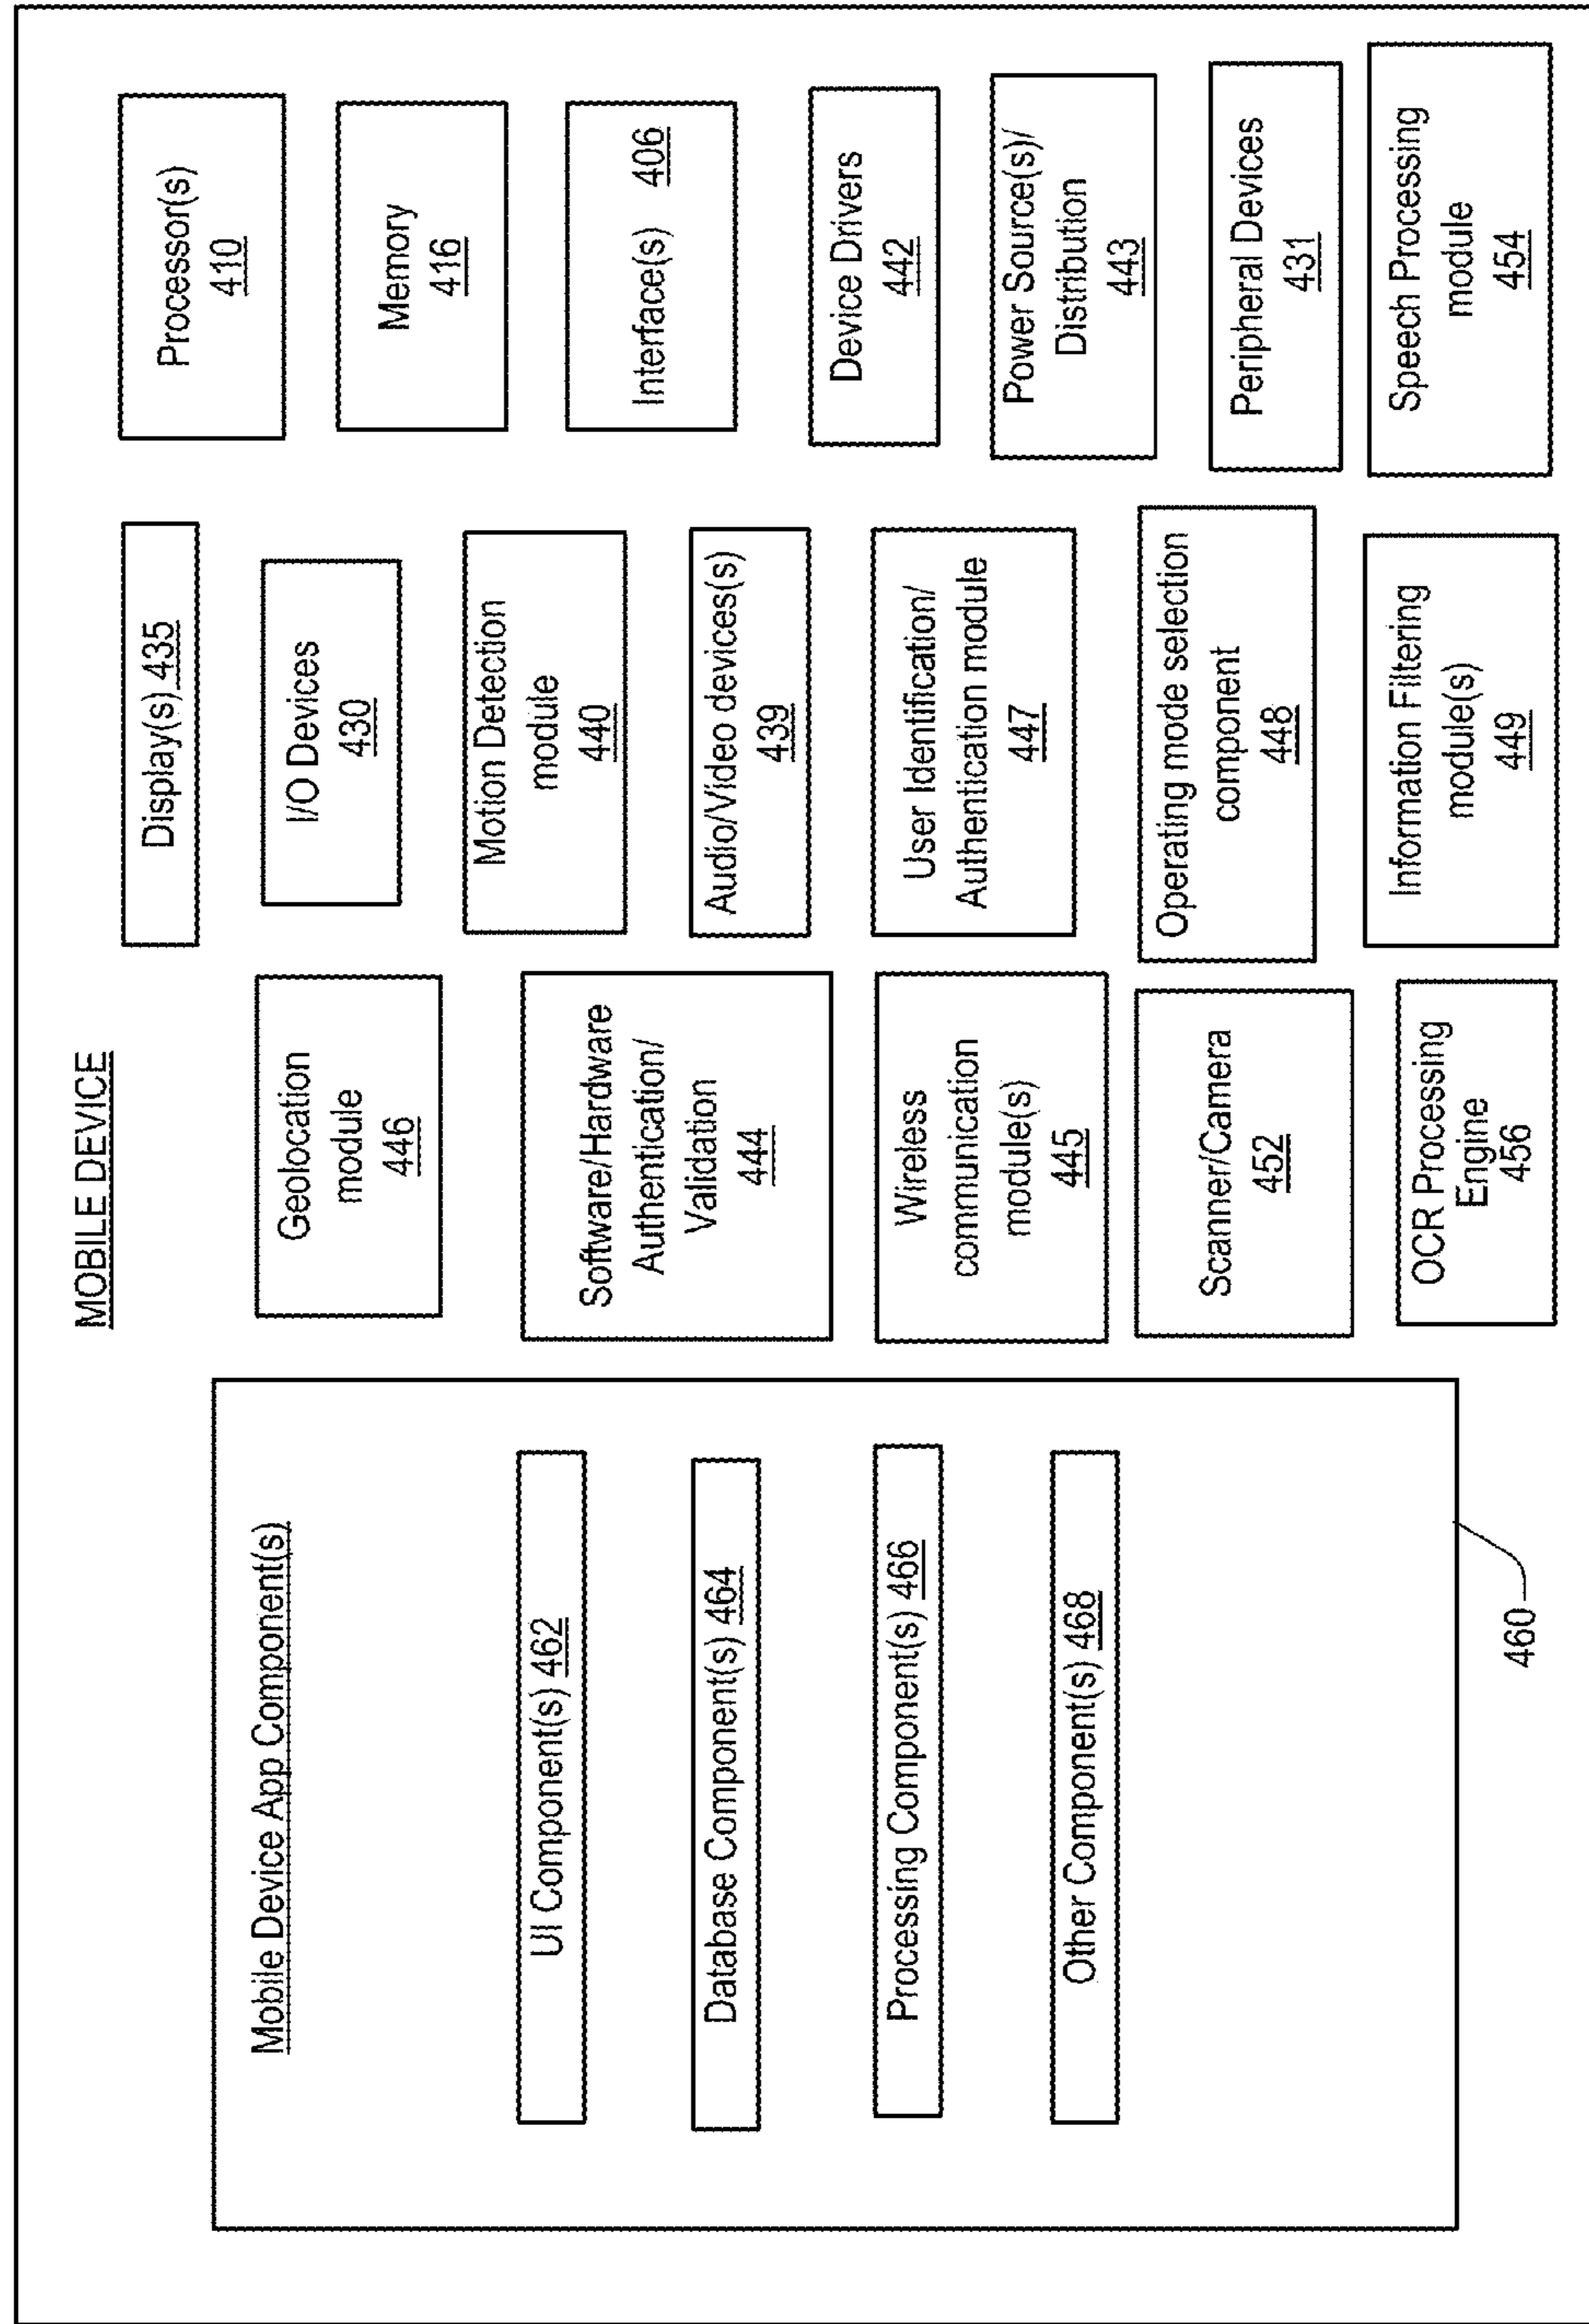 MOBILE DEVICE
Mobile Device App Component(s)
UI Component(s) 462
Database Component(s) 464
Processing Component(s) 466
Other Component(s) 468
460
Geolocation
module
446
Software/Hardware
Authentication/
Validation
444
Wireless
communication
module(s)
445
Scanner/Camera
452
OCR Processing
Engine
456
Display(s) 435
I/O Devices
430
Motion Detection
module
440
Audio/Video devices(s)
439
User Identification/
Authentication module
447
Operating mode selection
component
448
Information Filtering
module(s)
449
Processor(s)
410
Memory
416
Interface(s) 406
Device Drivers
442
Power Source(s)/
Distribution
443
Peripheral Devices
431
Speech Processing
module
454